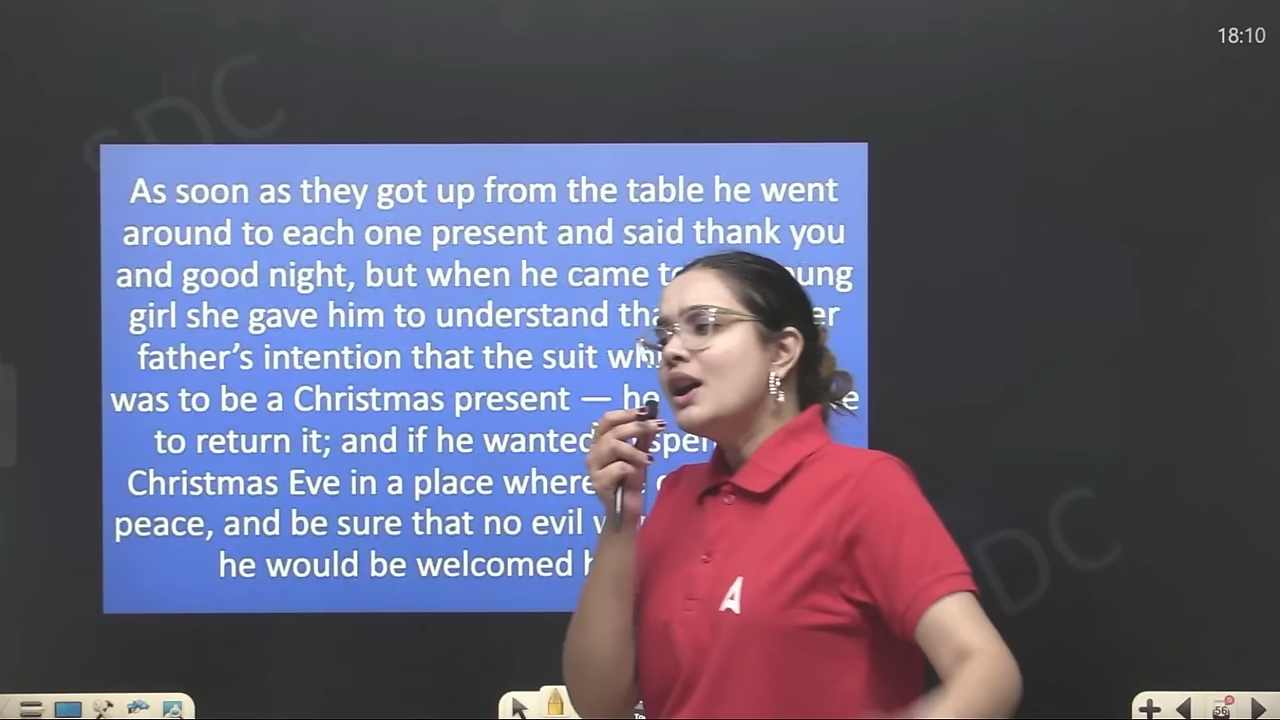 18:10
SDC
As soon as they got up from the table he went
around to each one present and said thank you
and good night, but when he came
girl she gave him to understand
father's intention that the suit
was to be a Christmas present — he
to return it; and if he wanted
Christmas Eve in a place where
peace, and be sure that no evil
he would be welcomed
A
DC
56